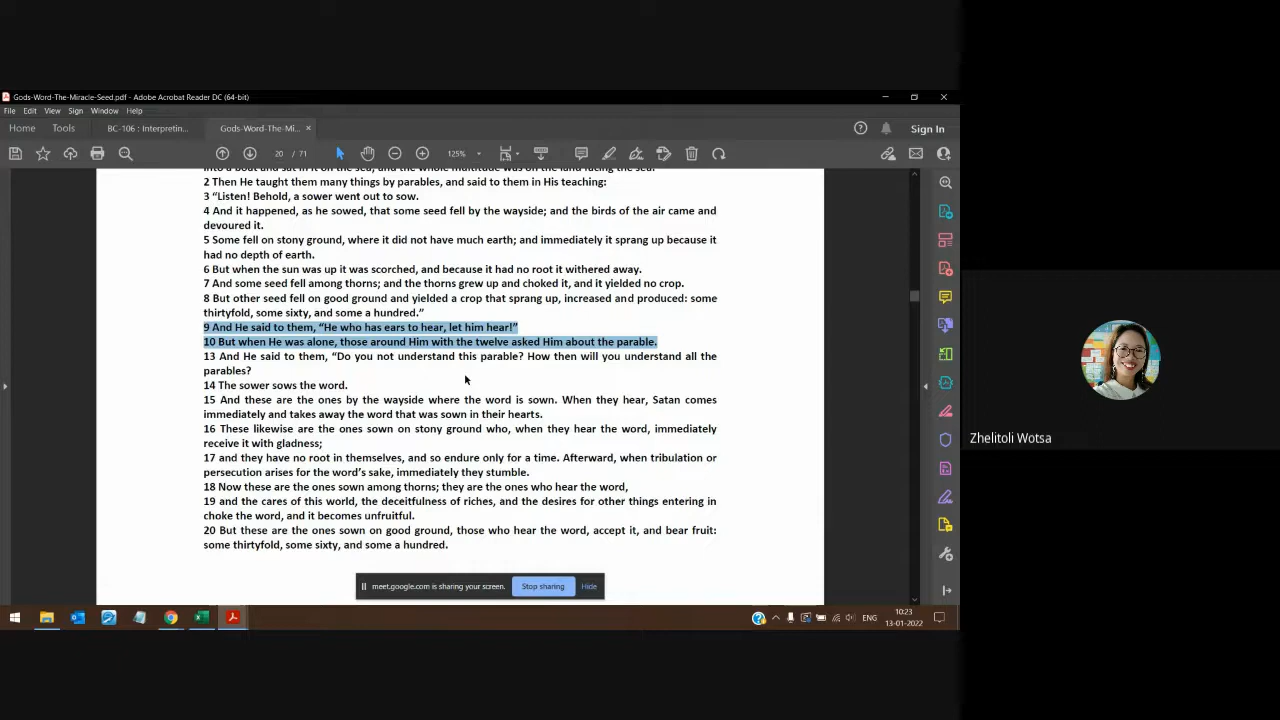 Gods-Word-The-Miracle-Seed.pdf - Adobe Acrobat Reader DC (64-bit)
File Edit View Sign Window Help
Home Tools BC-106 : Interpretin... Gods-Word-The-Mi... × Sign In
20 / 71 125%
2 Then He taught them many things by parables, and said to them in His teaching:
3 “Listen! Behold, a sower went out to sow.
4 And it happened, as he sowed, that some seed fell by the wayside; and the birds of the air came and
devoured it.
5 Some fell on stony ground, where it did not have much earth; and immediately it sprang up because it
had no depth of earth.
6 But when the sun was up it was scorched, and because it had no root it withered away.
7 And some seed fell among thorns; and the thorns grew up and choked it, and it yielded no crop.
8 But other seed fell on good ground and yielded a crop that sprang up, increased and produced: some
thirtyfold, some sixty, and some a hundred.”
9 And He said to them, “He who has ears to hear, let him hear!”
10 But when He was alone, those around Him with the twelve asked Him about the parable.
13 And He said to them, “Do you not understand this parable? How then will you understand all the
parables?
14 The sower sows the word.
15 And these are the ones by the wayside where the word is sown. When they hear, Satan comes
immediately and takes away the word that was sown in their hearts.
16 These likewise are the ones sown on stony ground who, when they hear the word, immediately
receive it with gladness;
17 and they have no root in themselves, and so endure only for a time. Afterward, when tribulation or
persecution arises for the word’s sake, immediately they stumble.
18 Now these are the ones sown among thorns; they are the ones who hear the word,
19 and the cares of this world, the deceitfulness of riches, and the desires for other things entering in
choke the word, and it becomes unfruitful.
20 But these are the ones sown on good ground, those who hear the word, accept it, and bear fruit:
some thirtyfold, some sixty, and some a hundred.
Zhelitoli Wotsa
meet.google.com is sharing your screen. Stop sharing Hide
ENG 10:23
13-01-2022